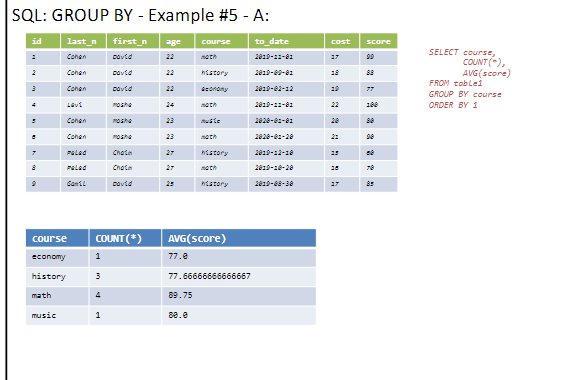 SQL: GROUP BY - Example #5 - A:
id last_n first_n age course to_date cost score
1 Cohen David 22 math 2019-11-01 17 99
2 Cohen David 22 history 2019-09-01 18 88
3 Cohen David 22 economy 2019-02-12 19 77
4 Levi Moshe 24 math 2019-11-01 22 100
5 Cohen Moshe 23 music 2020-01-01 20 80
6 Cohen Moshe 23 math 2020-01-20 21 90
7 Peled Chaim 27 history 2019-12-10 15 60
8 Peled Chaim 27 math 2019-10-20 16 70
9 Gamil David 25 history 2019-08-30 17 85
SELECT course,
COUNT(*),
AVG(score)
FROM table1
GROUP BY course
ORDER BY 1
course COUNT(*) AVG(score)
economy 1 77.0
history 3 77.66666666666667
math 4 89.75
music 1 80.0